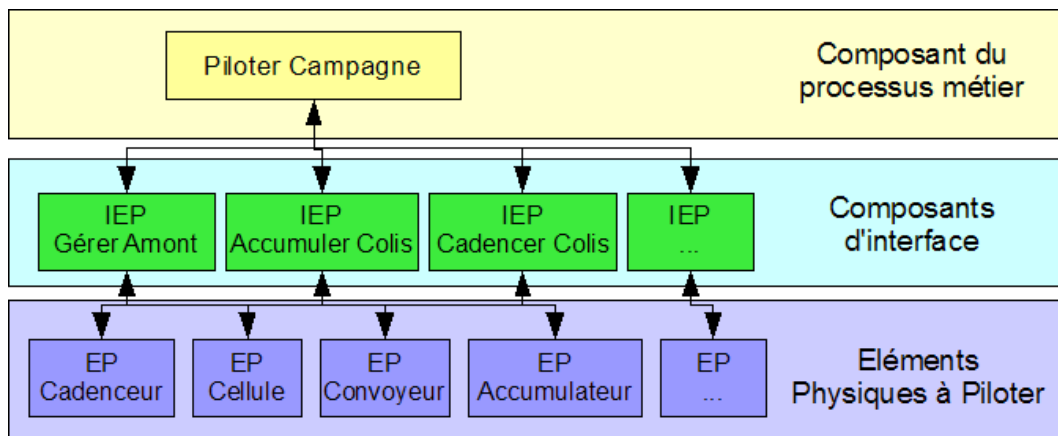 Piloter Campagne
Composant du
processus métier
IEP
Gérer Amont
IEP
Accumuler Colis
IEP
Cadencer Colis
IEP
...
Composants
d'interface
EP
Cadenceur
EP
Cellule
EP
Convoyeur
EP
Accumulateur
EP
...
Eléments
Physiques à Piloter